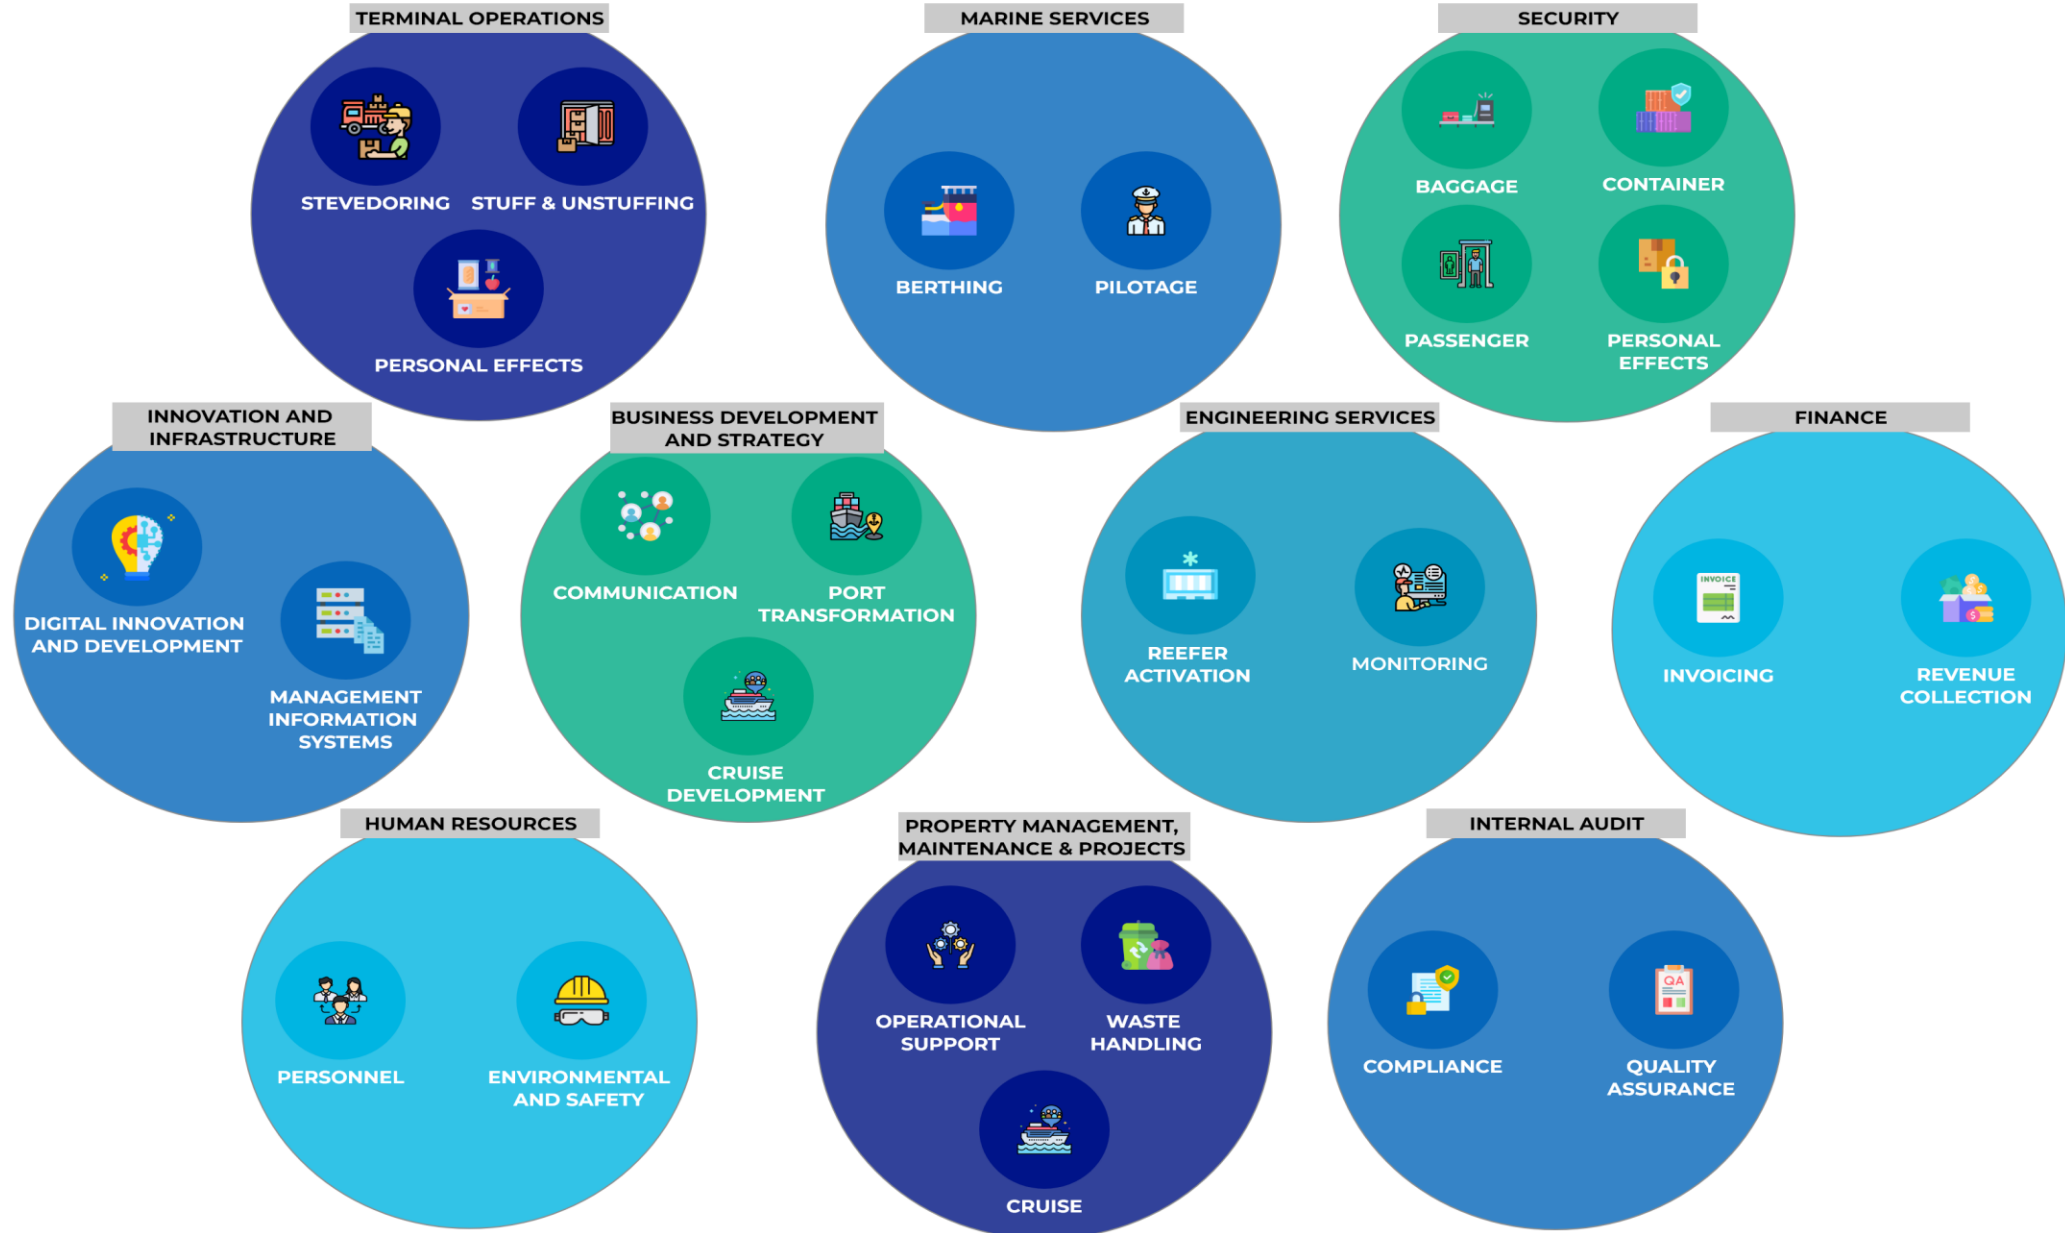 TERMINAL OPERATIONS
STEVEDORING
STUFF & UNSTUFFING
PERSONAL EFFECTS
MARINE SERVICES
BERTHING
PILOTAGE
SECURITY
BAGGAGE
CONTAINER
PASSENGER
PERSONAL
EFFECTS
INNOVATION AND
INFRASTRUCTURE
DIGITAL INNOVATION
AND DEVELOPMENT
MANAGEMENT
INFORMATION
SYSTEMS
BUSINESS DEVELOPMENT
AND STRATEGY
COMMUNICATION
PORT
TRANSFORMATION
CRUISE
DEVELOPMENT
ENGINEERING SERVICES
REEFER
ACTIVATION
MONITORING
FINANCE
INVOICE
INVOICING
REVENUE
COLLECTION
HUMAN RESOURCES
PERSONNEL
ENVIRONMENTAL
AND SAFETY
PROPERTY MANAGEMENT,
MAINTENANCE & PROJECTS
OPERATIONAL
SUPPORT
WASTE
HANDLING
CRUISE
INTERNAL AUDIT
COMPLIANCE
QA
QUALITY
ASSURANCE